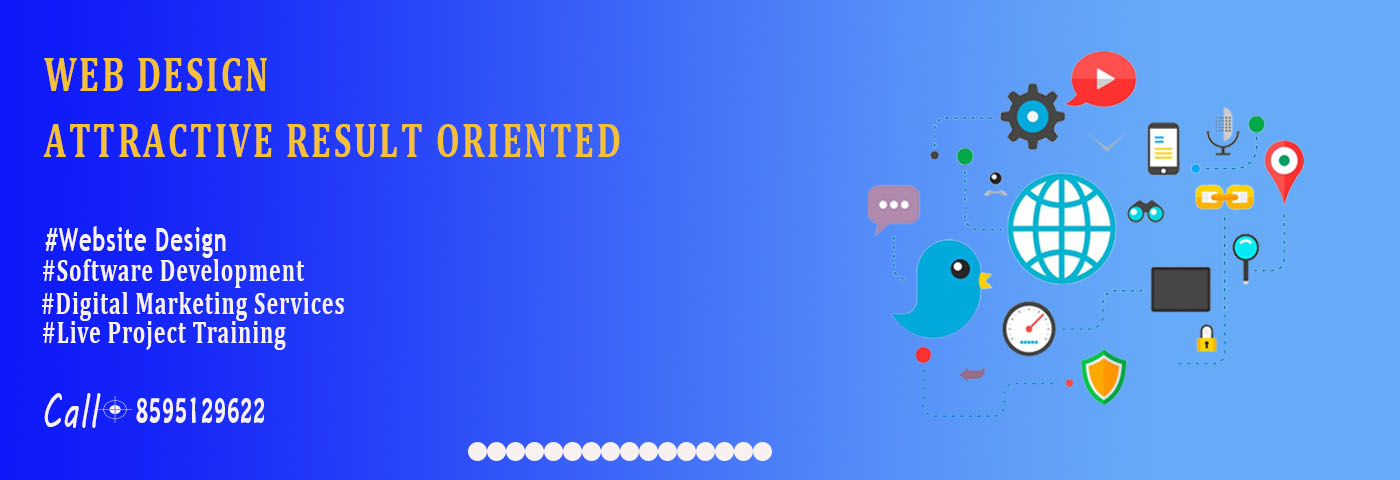 WEB DESIGN
ATTRACTIVE RESULT ORIENTED
#Website Design
#Software Development
#Digital Marketing Services
#Live Project Training
Call 8595129622